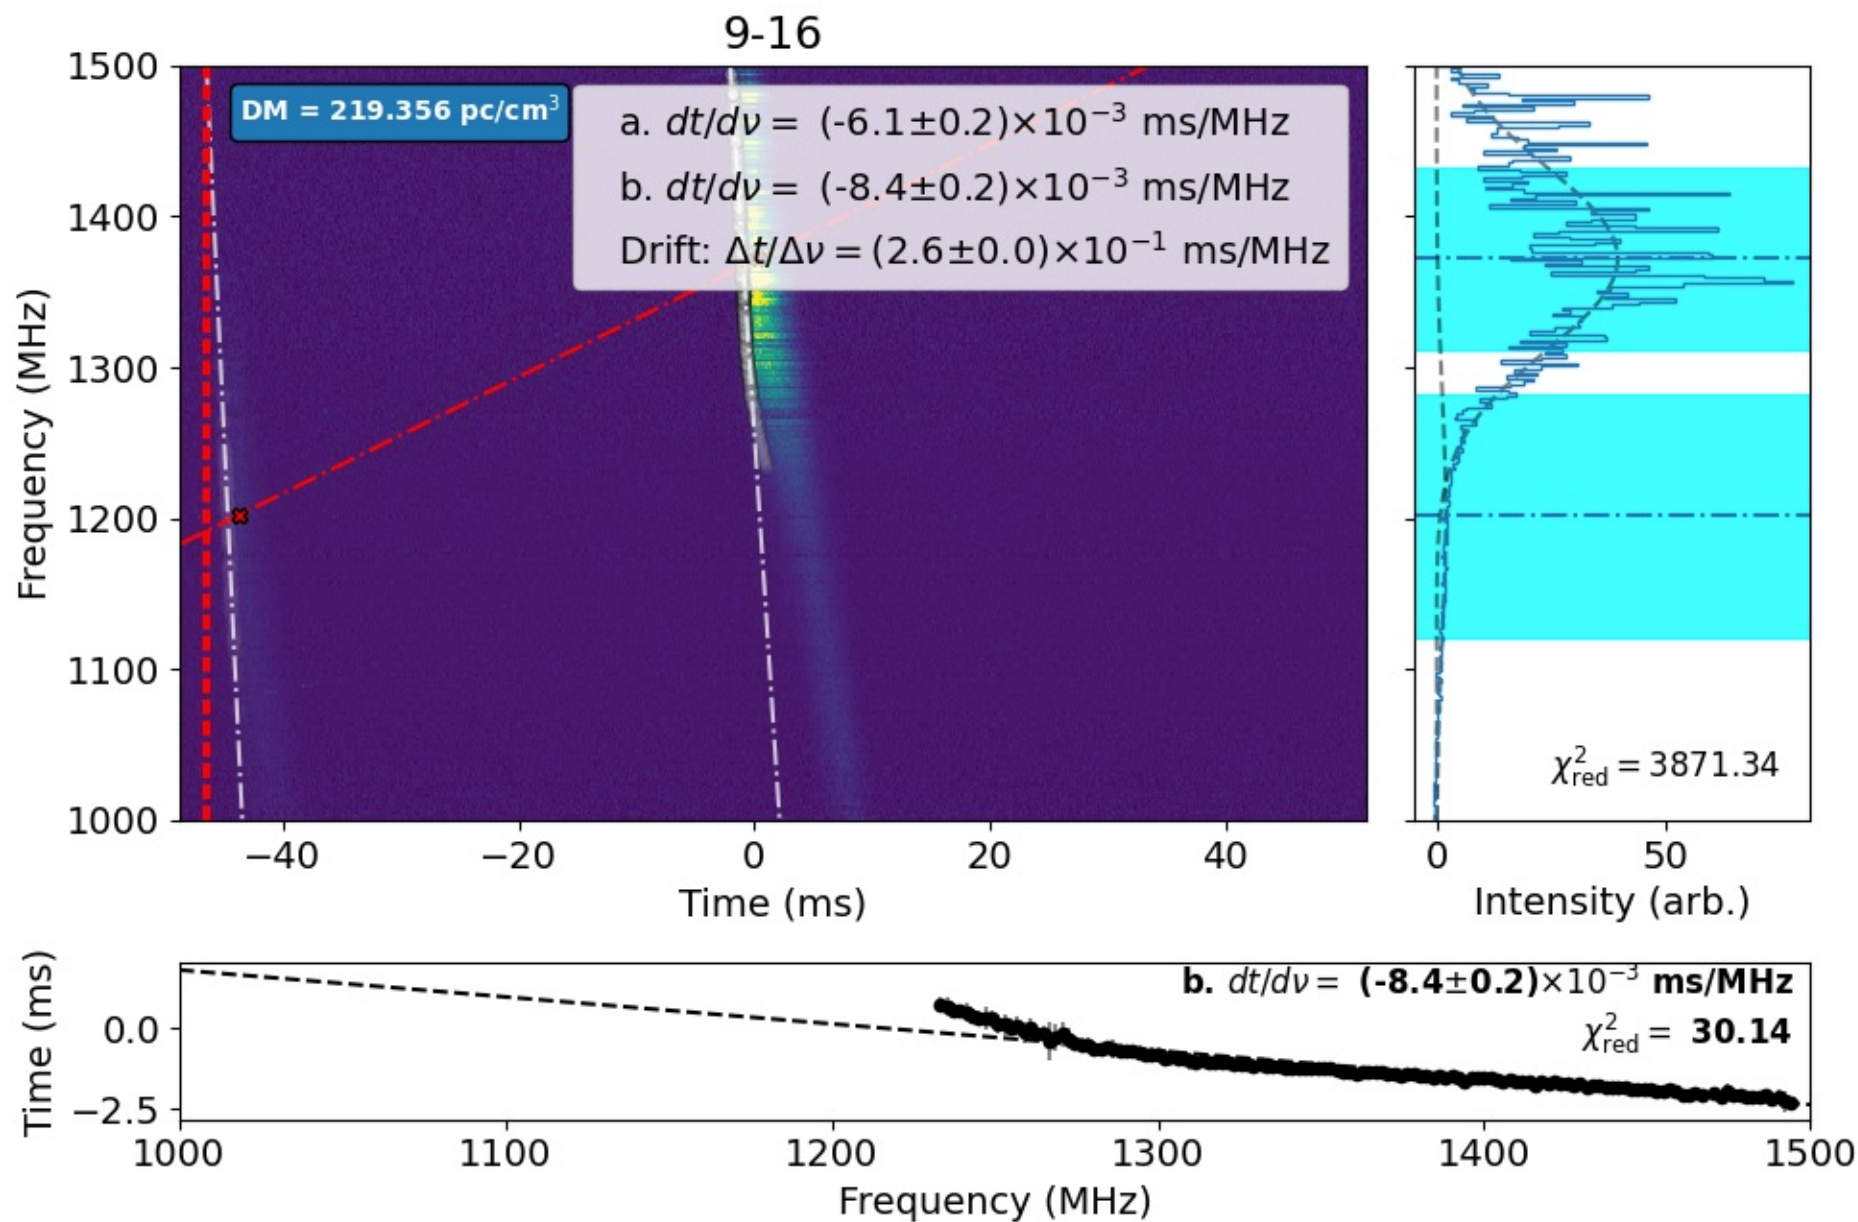 9-16
DM = 219.356 pc/cm³
a. dt/dν = (-6.1±0.2)×10⁻³ ms/MHz
b. dt/dν = (-8.4±0.2)×10⁻³ ms/MHz
Drift: Δt/Δν = (2.6±0.0)×10⁻¹ ms/MHz
Frequency (MHz)
1500
1400
1300
1200
1100
1000
−40
−20
0
20
40
Time (ms)
χ²red = 3871.34
0
50
Intensity (arb.)
Time (ms)
0.0
−2.5
b. dt/dν = (-8.4±0.2)×10⁻³ ms/MHz
χ²red = 30.14
1000
1100
1200
1300
1400
1500
Frequency (MHz)